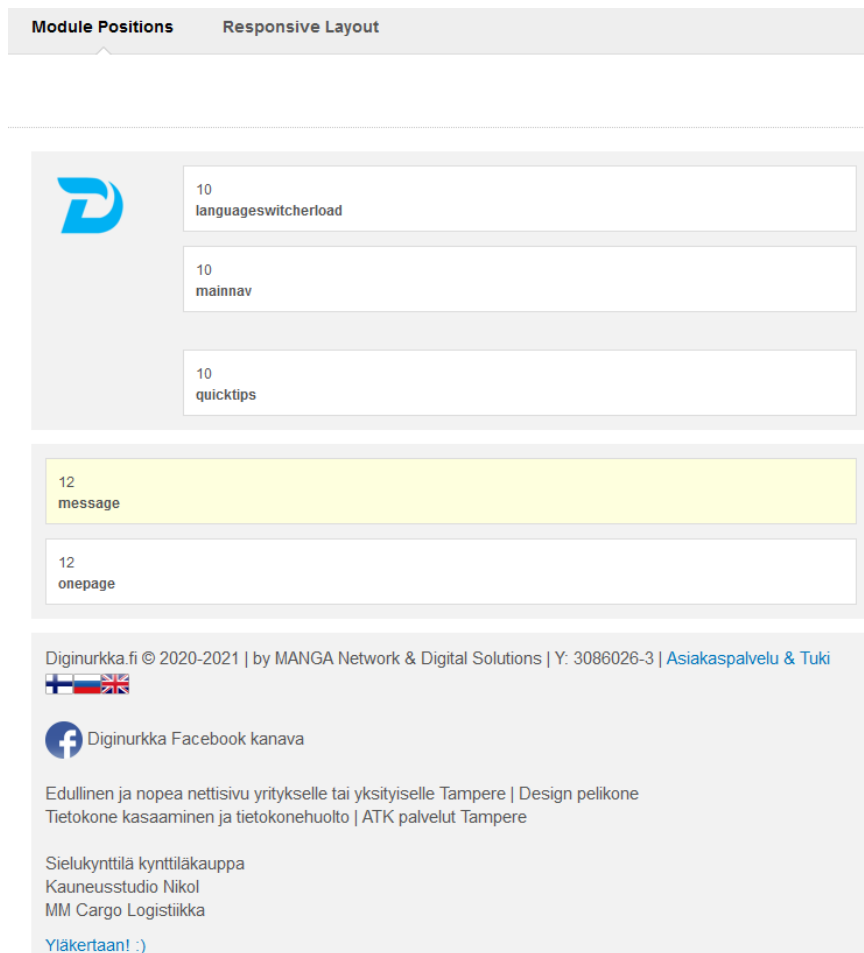 Module Positions Responsive Layout
10
languageswitcherload
10
mainnav
10
quicktips
12
message
12
onepage
Diginurkka.fi © 2020-2021 | by MANGA Network & Digital Solutions | Y: 3086026-3 | Asiakaspalvelu & Tuki
Diginurkka Facebook kanava
Edullinen ja nopea nettisivu yritykselle tai yksityiselle Tampere | Design pelikone
Tietokone kasaaminen ja tietokonehuolto | ATK palvelut Tampere
Sielukynttilä kynttiläkauppa
Kauneusstudio Nikol
MM Cargo Logistiikka
Yläkertaan! :)